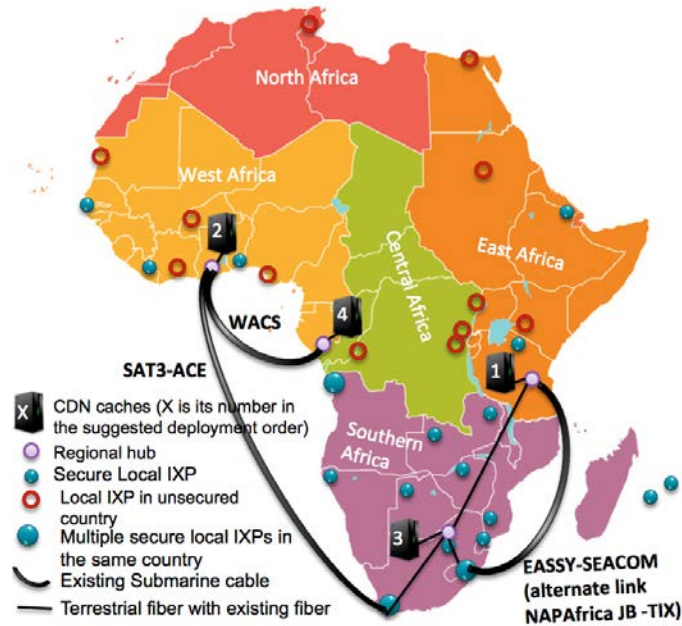 North Africa
West Africa
2
Central Africa
East Africa
WACS
4
SAT3-ACE
1
X
CDN caches (X is its number in
the suggested deployment order)
Regional hub
Secure Local IXP
Local IXP in unsecured
country
Multiple secure local IXPs in
the same country
Existing Submarine cable
Terrestrial fiber with existing fiber
Southern
Africa
3
EASSY-SEACOM
(alternate link
NAPAfrica JB -TIX)